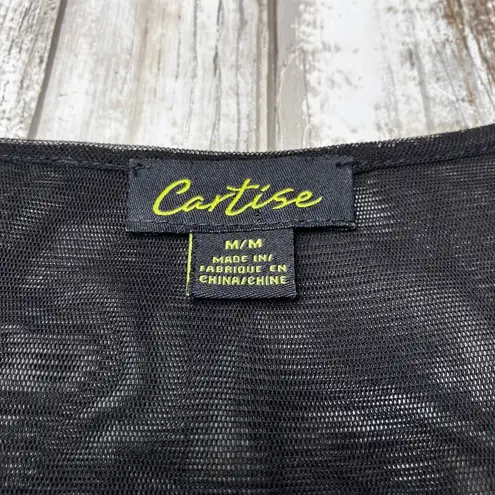 Cartise
M/M
MADE IN/
FABRIQUE EN
CHINA/CHINE